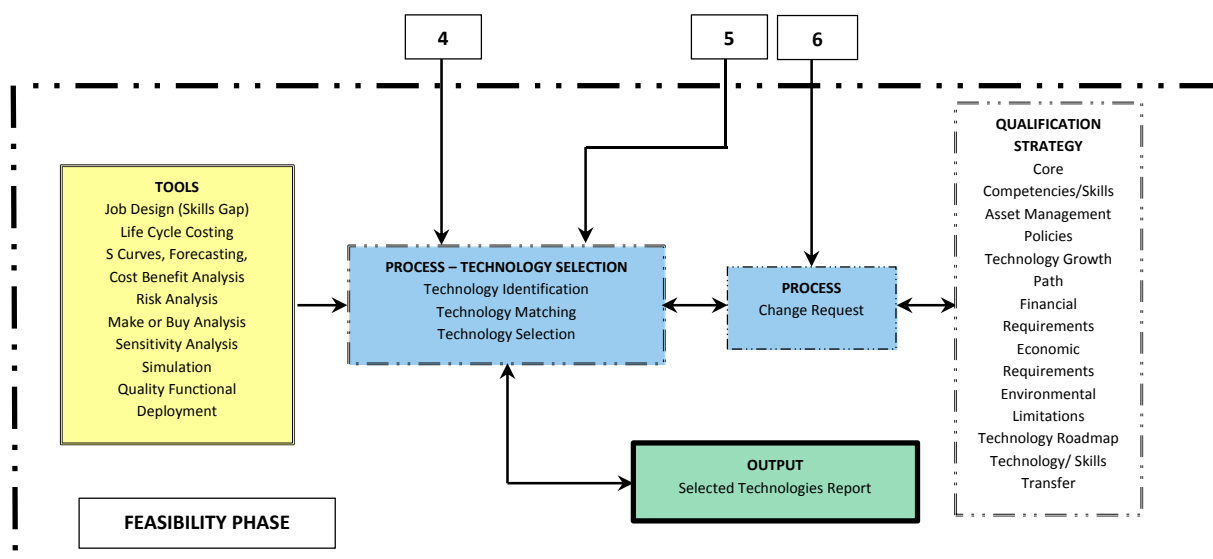 4
5
6
TOOLS
Job Design (Skills Gap)
Life Cycle Costing
S Curves, Forecasting,
Cost Benefit Analysis
Risk Analysis
Make or Buy Analysis
Sensitivity Analysis
Simulation
Quality Functional
Deployment
PROCESS – TECHNOLOGY SELECTION
Technology Identification
Technology Matching
Technology Selection
PROCESS
Change Request
QUALIFICATION
STRATEGY
Core
Competencies/Skills
Asset Management
Policies
Technology Growth
Path
Financial
Requirements
Economic
Requirements
Environmental
Limitations
Technology Roadmap
Technology/ Skills
Transfer
OUTPUT
Selected Technologies Report
FEASIBILITY PHASE